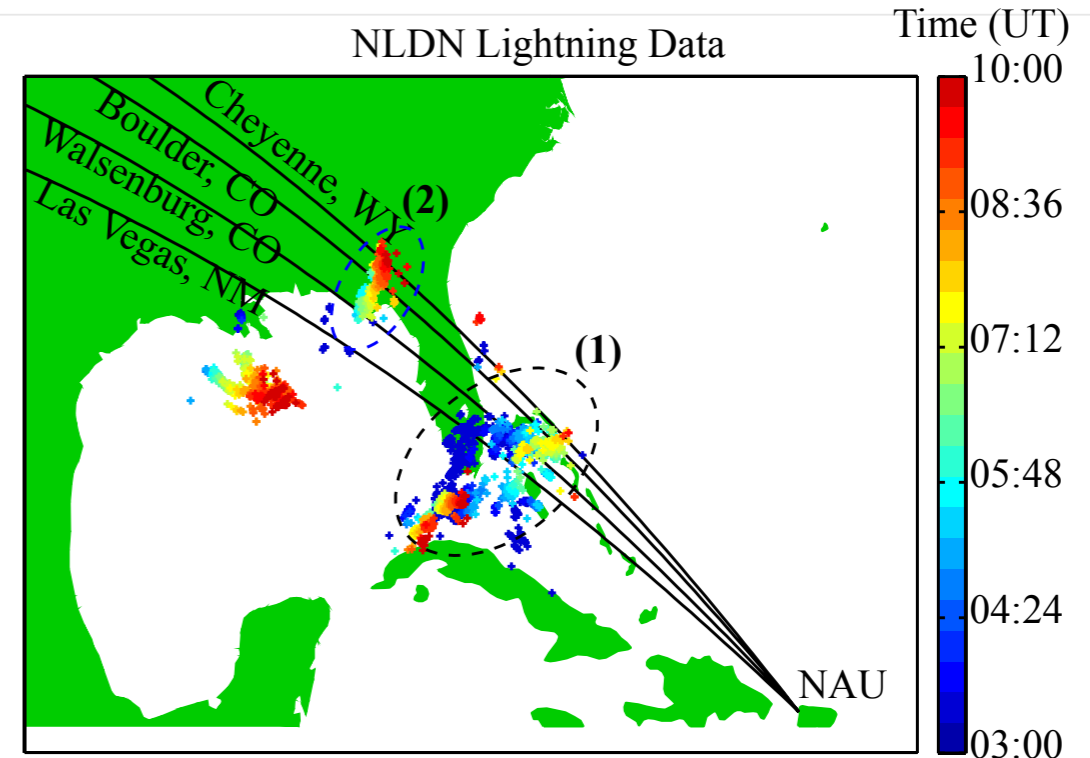 Time (UT)
NLDN Lightning Data
10:00
Cheyenne, WY
Boulder, CO
Walsenburg, CO
Las Vegas, NM
(2)
08:36
(1)
07:12
05:48
04:24
NAU
03:00